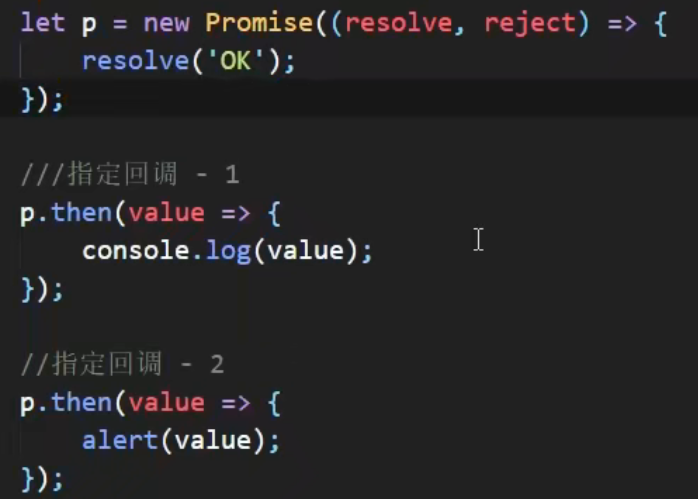 let p = new Promise((resolve, reject) => {
    resolve('OK');
});
///指定回调 - 1
p.then(value => {
    console.log(value);
});
//指定回调 - 2
p.then(value => {
    alert(value);
});